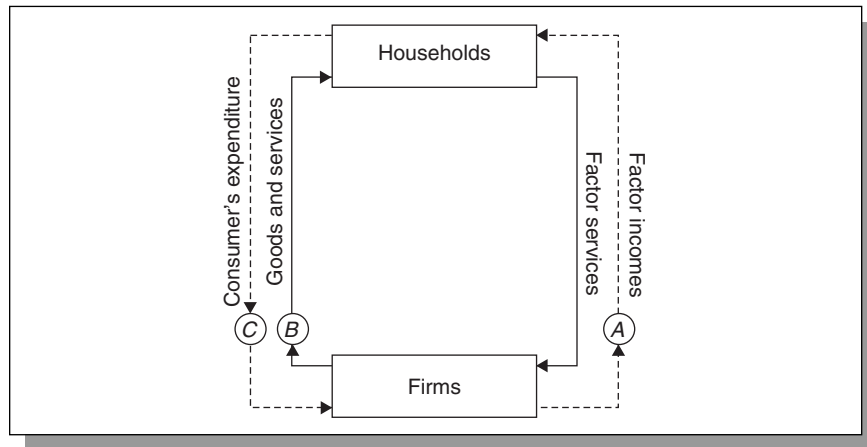 Households
Consumer's expenditure
Goods and services
Factor services
Factor incomes
C
B
A
Firms